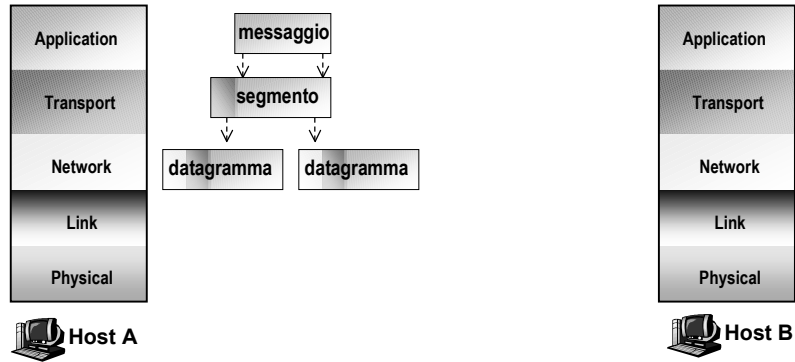 Application
Transport
Network
Link
Physical
Host A
messaggio
segmento
datagramma datagramma
Application
Transport
Network
Link
Physical
Host B